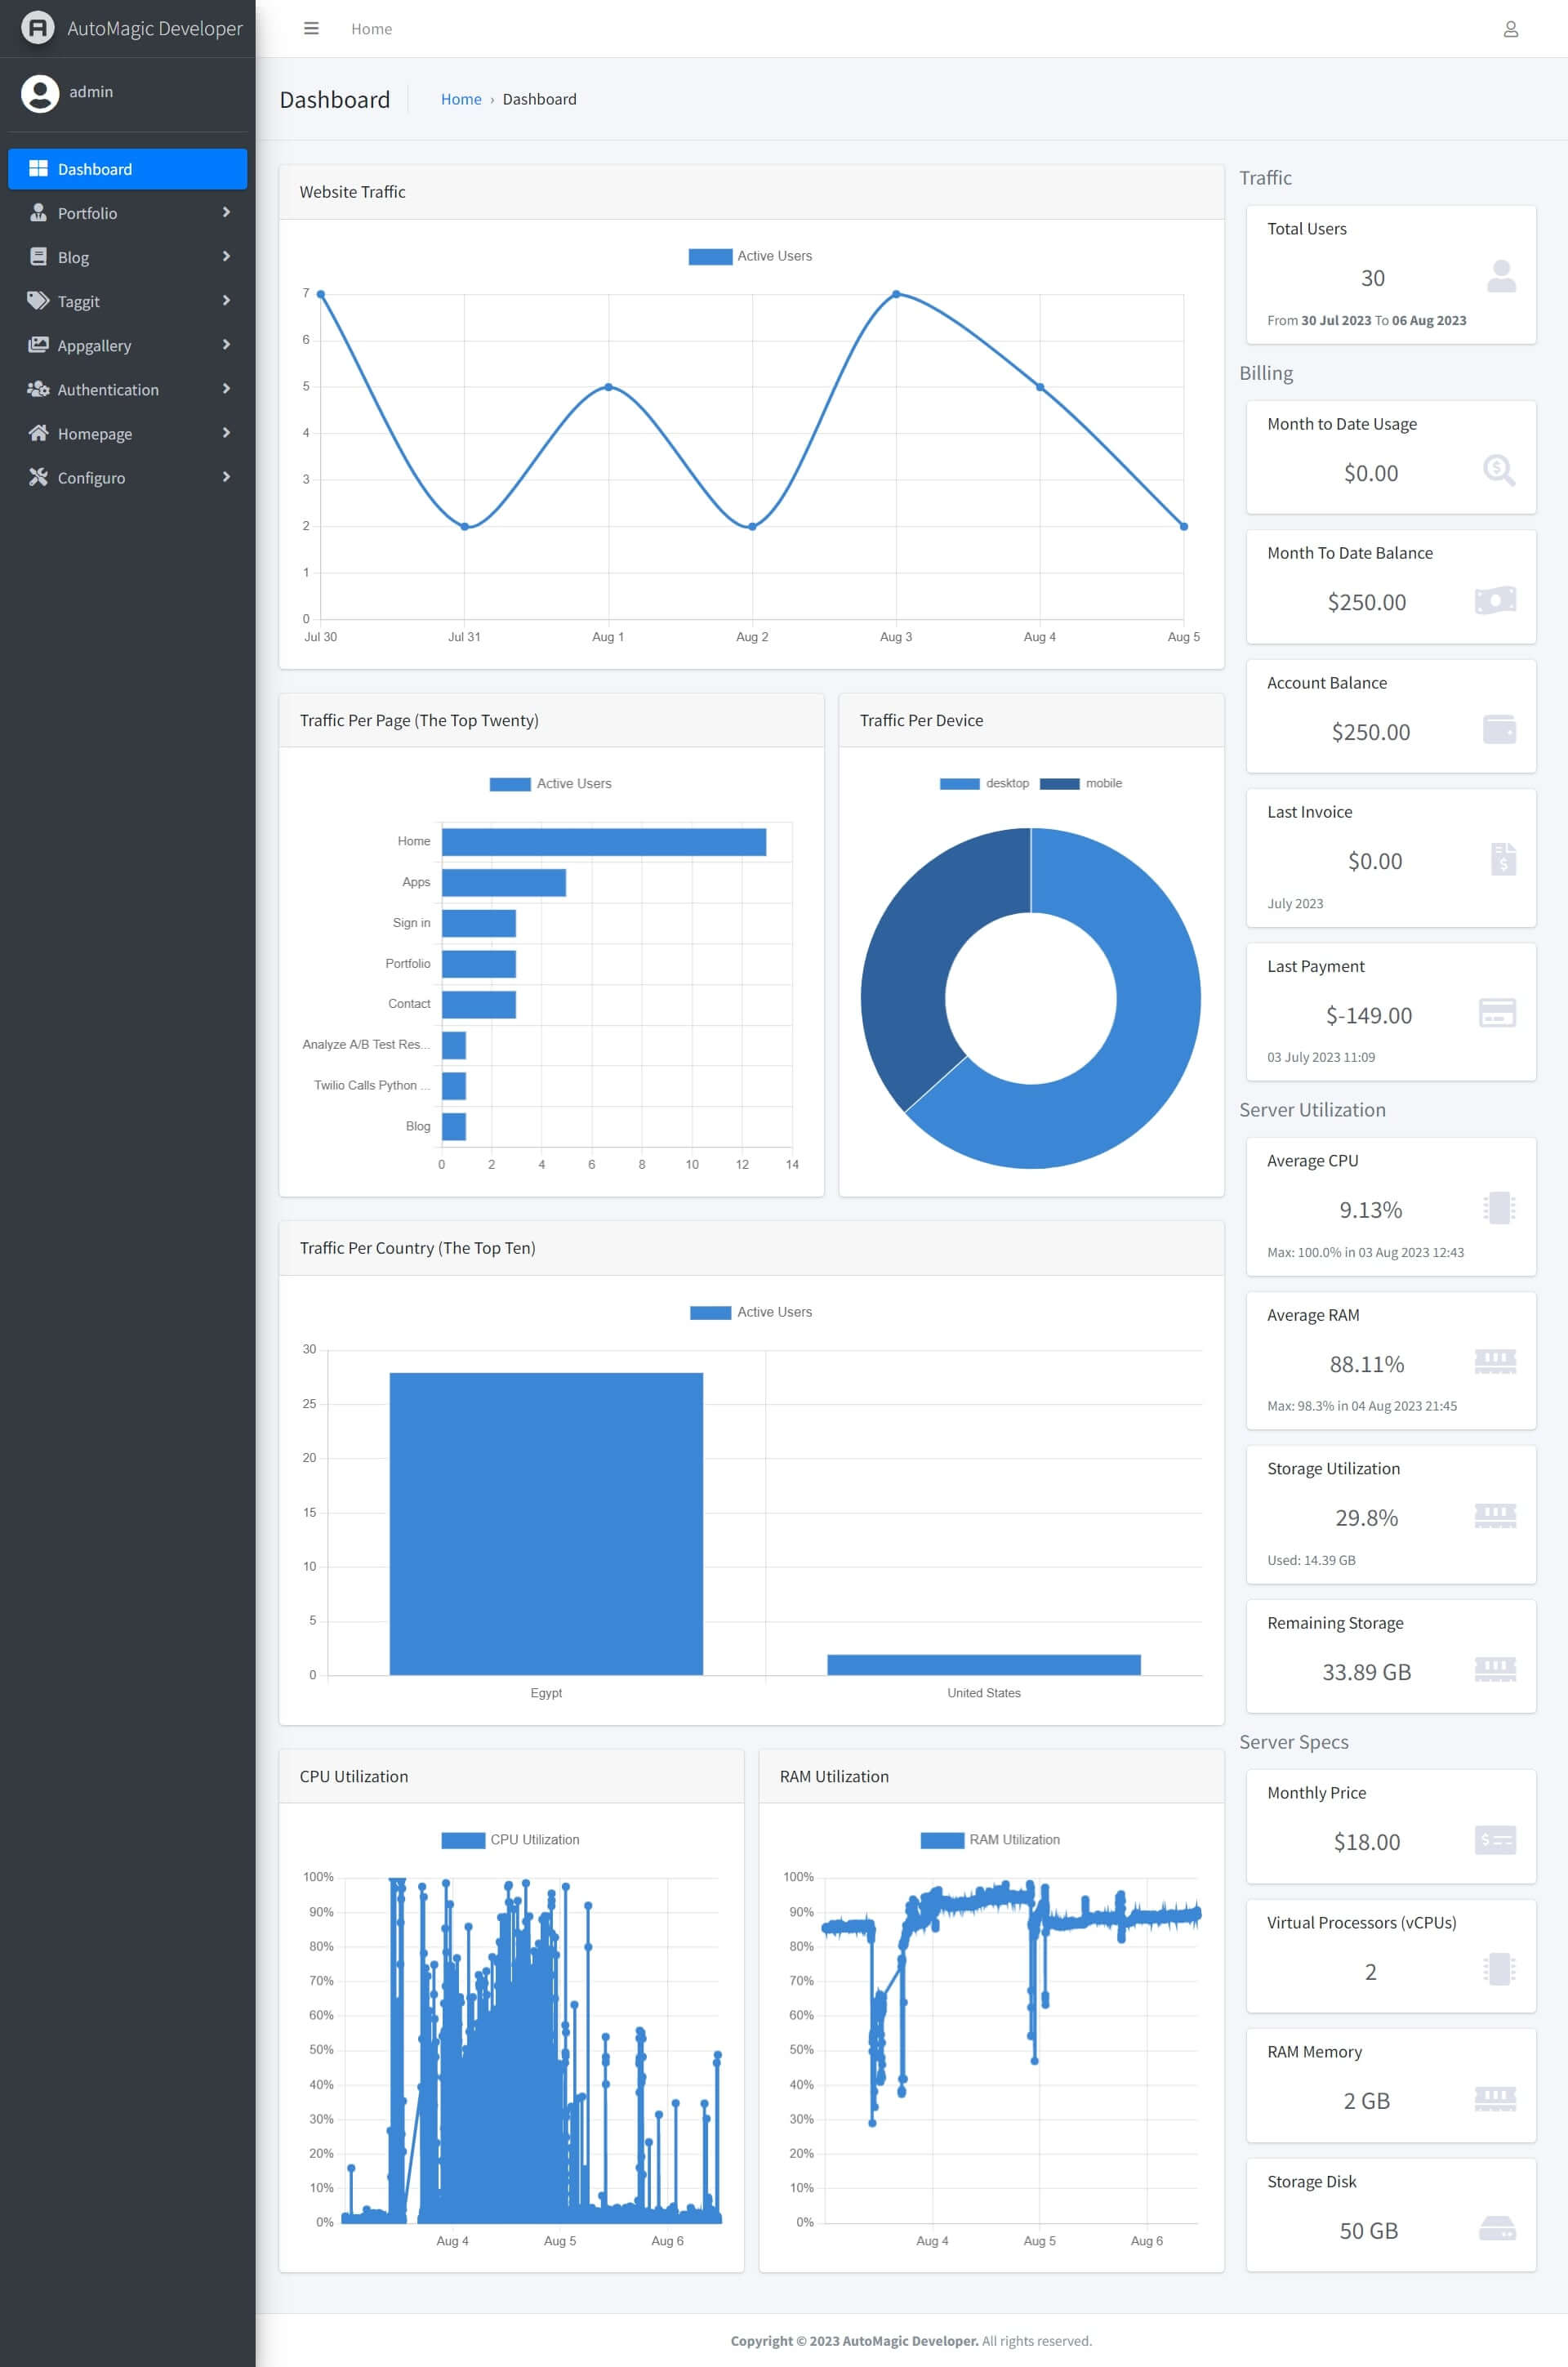 AutoMagic Developer
Home
admin
Dashboard
Portfolio
Blog
Taggit
Appgallery
Authentication
Homepage
Configuro
Dashboard
Home › Dashboard
Website Traffic
Active Users
7
6
5
4
3
2
1
0
Jul 30 Jul 31 Aug 1 Aug 2 Aug 3 Aug 4 Aug 5
Traffic Per Page (The Top Twenty)
Active Users
Home
Apps
Sign in
Portfolio
Contact
Analyze A/B Test Res...
Twilio Calls Python ...
Blog
0 2 4 6 8 10 12 14
Traffic Per Device
desktop mobile
Traffic Per Country (The Top Ten)
Active Users
30
25
20
15
10
5
0
Egypt United States
CPU Utilization
CPU Utilization
100%
90%
80%
70%
60%
50%
40%
30%
20%
10%
0%
Aug 4 Aug 5 Aug 6
RAM Utilization
RAM Utilization
100%
90%
80%
70%
60%
50%
40%
30%
20%
10%
0%
Aug 4 Aug 5 Aug 6
Traffic
Total Users
30
From 30 Jul 2023 To 06 Aug 2023
Billing
Month to Date Usage
$0.00
Month To Date Balance
$250.00
Account Balance
$250.00
Last Invoice
$0.00
July 2023
Last Payment
$-149.00
03 July 2023 11:09
Server Utilization
Average CPU
9.13%
Max: 100.0% in 03 Aug 2023 12:43
Average RAM
88.11%
Max: 98.3% in 04 Aug 2023 21:45
Storage Utilization
29.8%
Used: 14.39 GB
Remaining Storage
33.89 GB
Server Specs
Monthly Price
$18.00
Virtual Processors (vCPUs)
2
RAM Memory
2 GB
Storage Disk
50 GB
Copyright © 2023 AutoMagic Developer. All rights reserved.